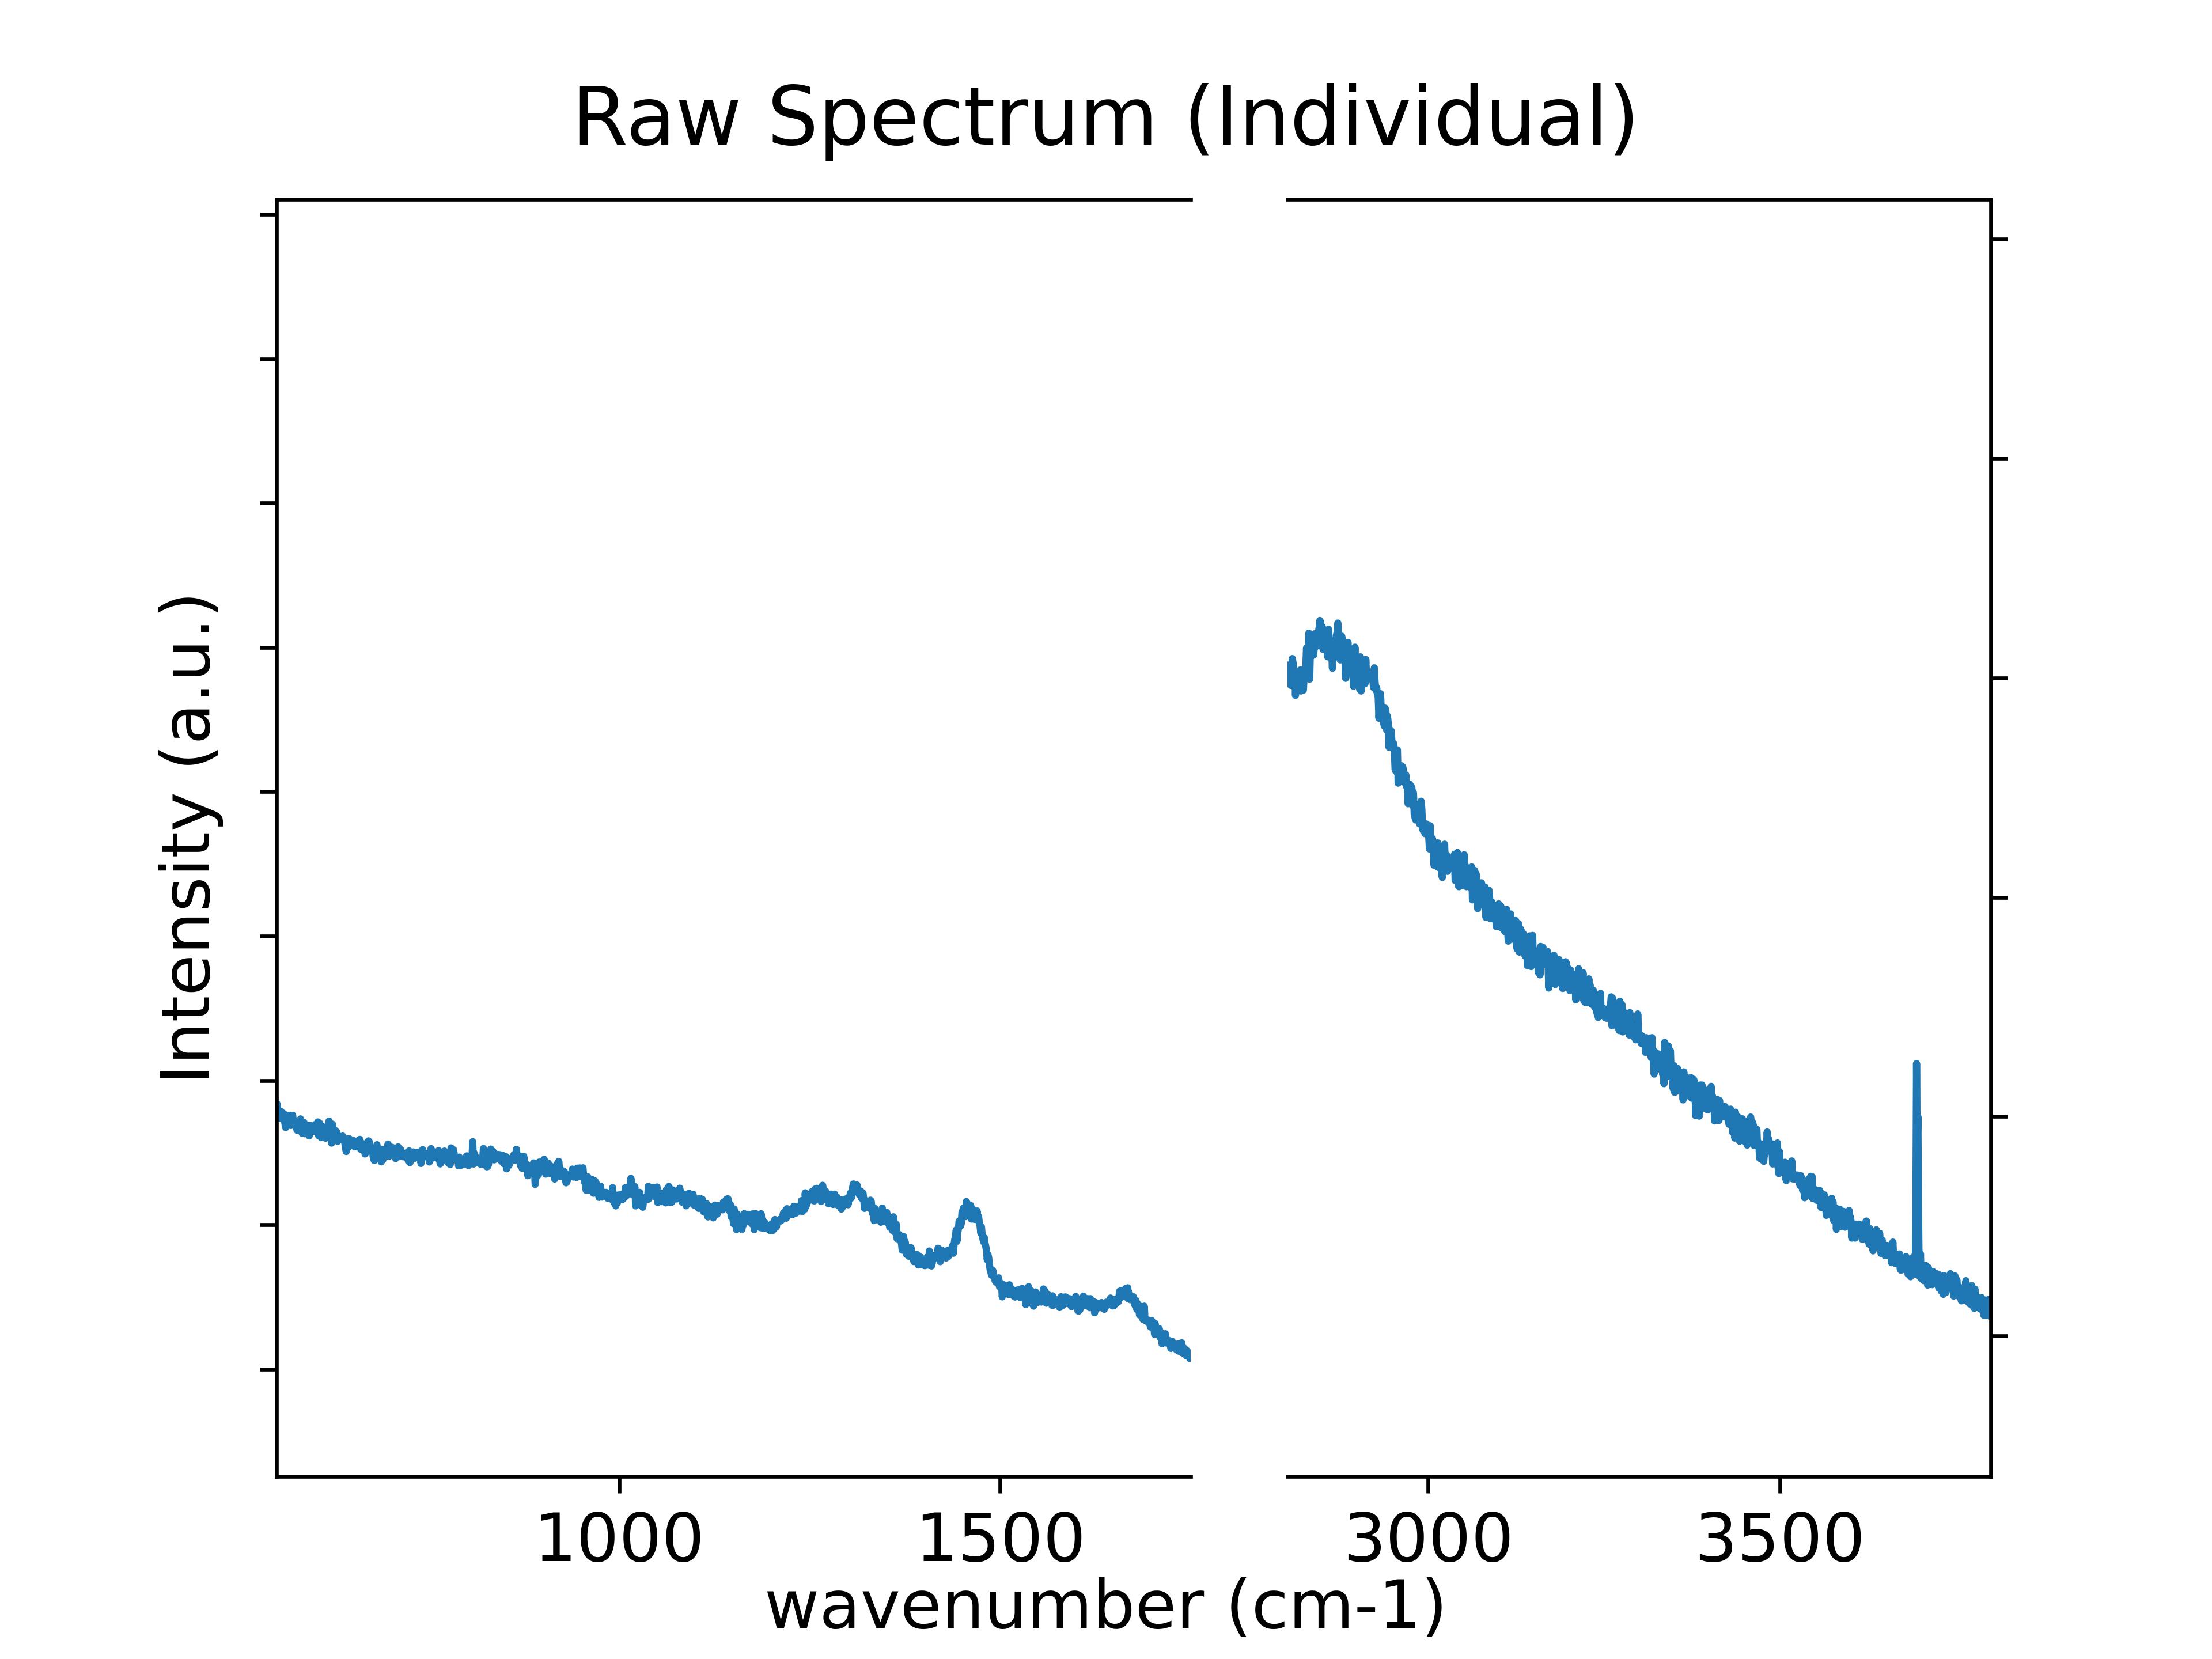 Raw Spectrum (Individual)
Intensity (a.u.)
1000 1500 3000 3500
wavenumber (cm-1)